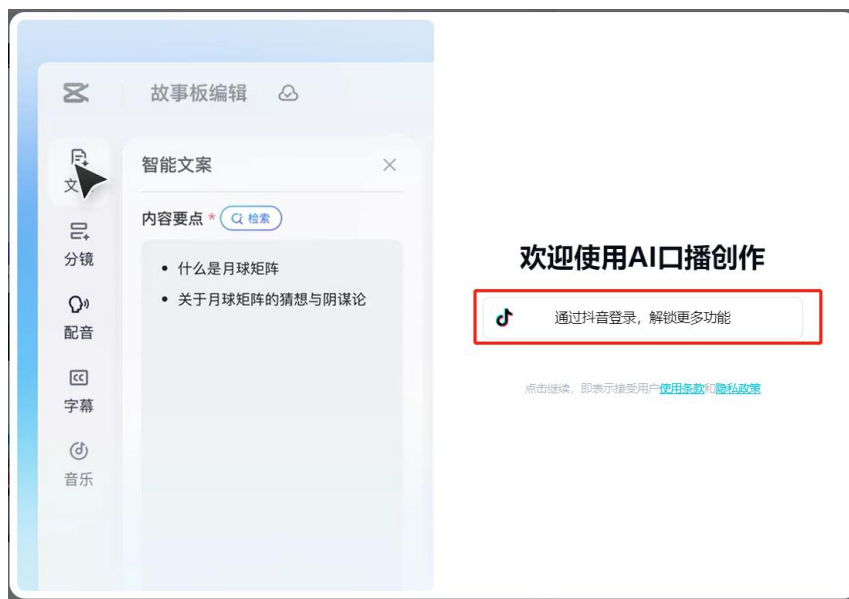 故事板编辑
智能文案
文
内容要点 * 检索
分镜
什么是月球矩阵
关于月球矩阵的猜想与阴谋论
配音
CC
字幕
音乐
欢迎使用AI口播创作
通过抖音登录，解锁更多功能
点击继续，即表示接受用户使用条款和隐私政策